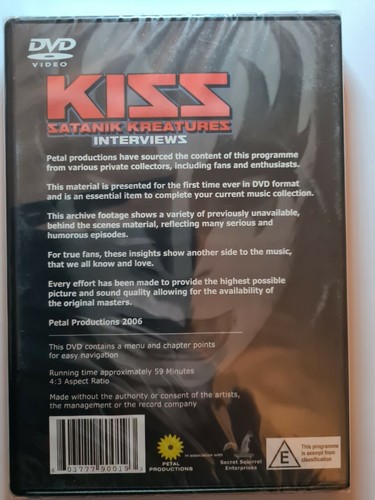 DVD
VIDEO
KISS
SATANIK KREATURES
INTERVIEWS
Petal productions have sourced the content of this programme
from various private collectors, including fans and enthusiasts.
This material is presented for the first time ever in DVD format
and is an essential item to complete your current music collection.
This archive footage shows a variety of previously unavailable,
behind the scenes material, reflecting many serious and
humorous episodes.
For true fans, these insights show another side to the music,
that we all know and love.
Every effort has been made to provide the highest possible
picture and sound quality allowing for the availability of
the original masters.
Petal Productions 2006
This DVD contains a menu and chapter points
for easy navigation
Running time approximately 59 Minutes
4:3 Aspect Ratio
Made without the authority or consent of the artists,
the management or the record company
PETAL
PRODUCTIONS
in association with
Secret Squirrel
Enterprises
E
This programme
is exempt from
classification